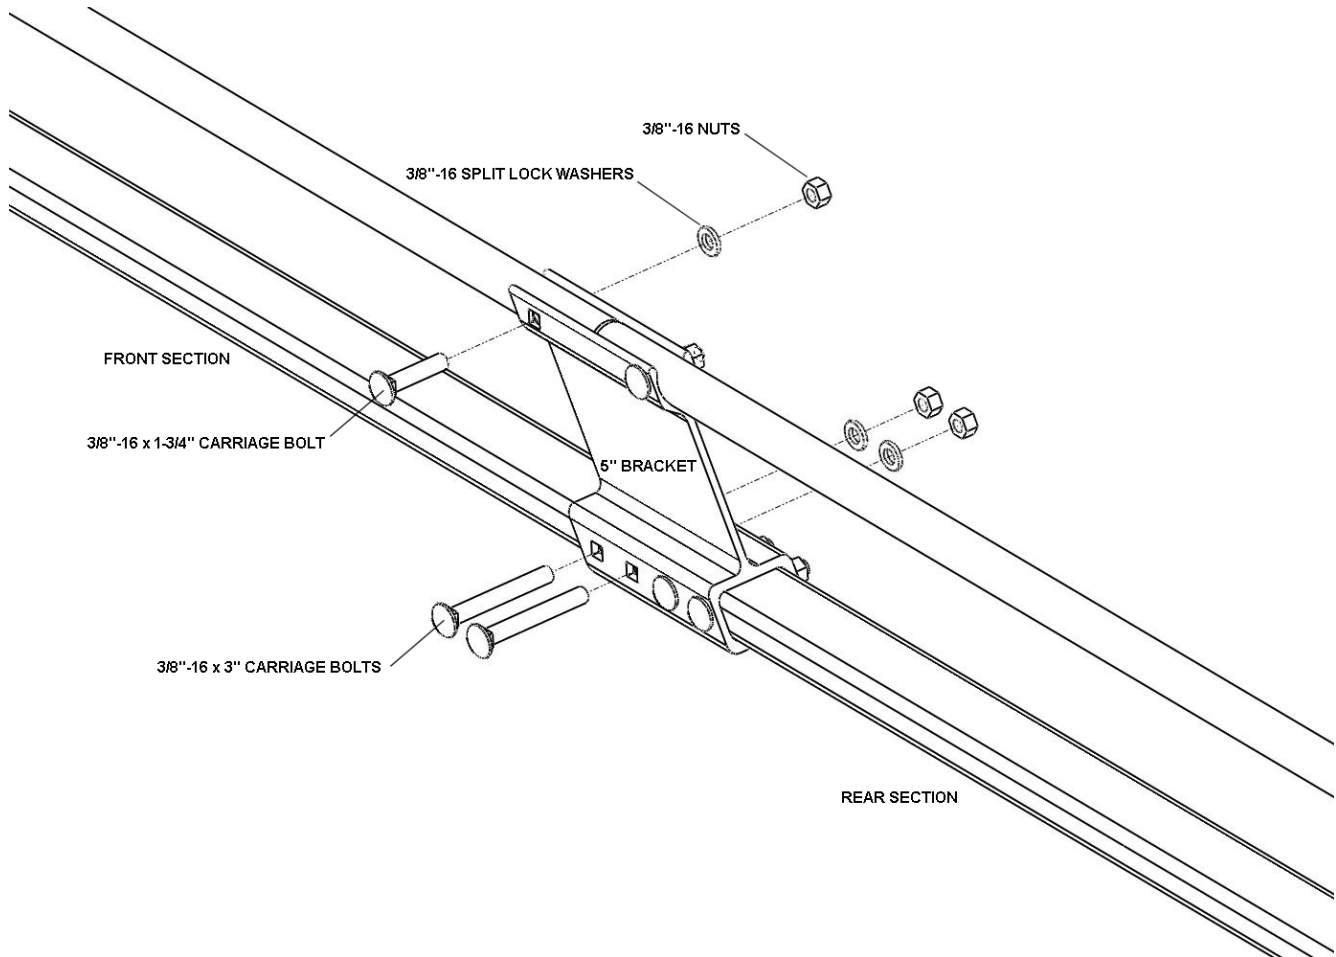 3/8"-16 NUTS
3/8"-16 SPLIT LOCK WASHERS
FRONT SECTION
3/8"-16 x 1-3/4" CARRIAGE BOLT
5" BRACKET
3/8"-16 x 3" CARRIAGE BOLTS
REAR SECTION